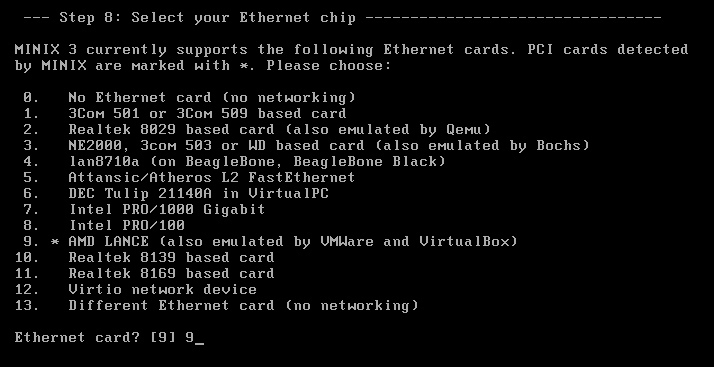 --- Step 8: Select your Ethernet chip ---------------------------------
MINIX 3 currently supports the following Ethernet cards. PCI cards detected
by MINIX are marked with *. Please choose:
0. No Ethernet card (no networking)
1. 3Com 501 or 3Com 509 based card
2. Realtek 8029 based card (also emulated by Qemu)
3. NE2000, 3com 503 or WD based card (also emulated by Bochs)
4. lan8710a (on BeagleBone, BeagleBone Black)
5. Attansic/Atheros L2 FastEthernet
6. DEC Tulip 21140A in VirtualPC
7. Intel PRO/1000 Gigabit
8. Intel PRO/100
9. * AMD LANCE (also emulated by VMWare and VirtualBox)
10. Realtek 8139 based card
11. Realtek 8169 based card
12. Virtio network device
13. Different Ethernet card (no networking)
Ethernet card? [9] 9_